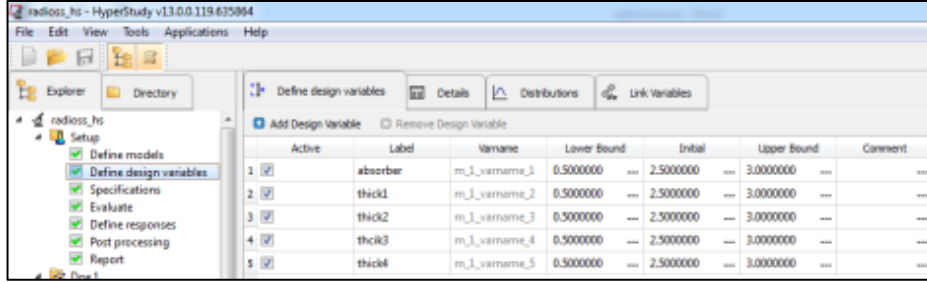 radioss_hs - HyperStudy v13.0.0.119.635864
File Edit View Tools Applications Help
Explorer Directory
Define design variables Details Distributions Link Variables
radioss_hs
Setup
Define models
Define design variables
Specifications
Evaluate
Define responses
Post processing
Report
Doe1
Add Design Variable Remove Design Variable
Active Label Varname Lower Bound Initial Upper Bound Comment
1 absorber m_1_varname_1 0.5000000 ... 2.5000000 ... 3.0000000 ... ...
2 thick1 m_1_varname_2 0.5000000 ... 2.5000000 ... 3.0000000 ... ...
3 thick2 m_1_varname_3 0.5000000 ... 2.5000000 ... 3.0000000 ... ...
4 thcik3 m_1_varname_4 0.5000000 ... 2.5000000 ... 3.0000000 ... ...
5 thick4 m_1_varname_5 0.5000000 ... 2.5000000 ... 3.0000000 ... ...